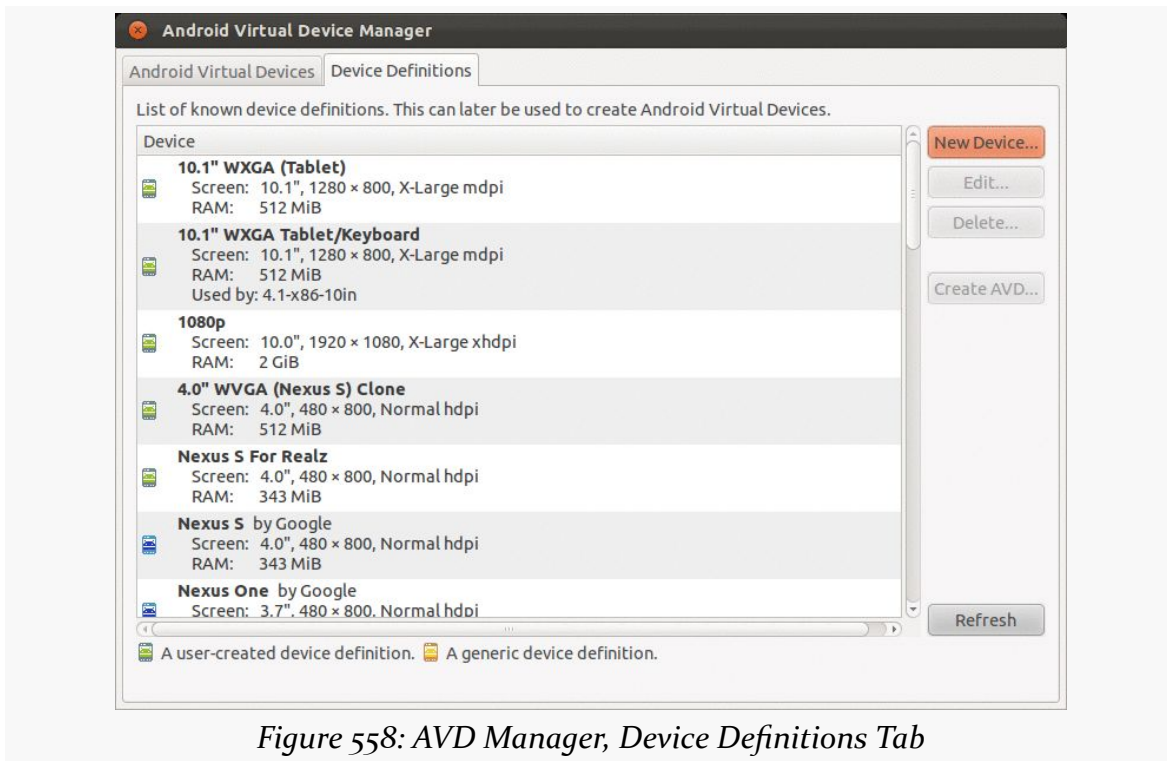 Android Virtual Device Manager
Android Virtual Devices
Device Definitions
List of known device definitions. This can later be used to create Android Virtual Devices.
Device
10.1" WXGA (Tablet)
Screen: 10.1", 1280 × 800, X-Large mdpi
RAM: 512 MiB
10.1" WXGA Tablet/Keyboard
Screen: 10.1", 1280 × 800, X-Large mdpi
RAM: 512 MiB
Used by: 4.1-x86-10in
1080p
Screen: 10.0", 1920 × 1080, X-Large xhdpi
RAM: 2 GiB
4.0" WVGA (Nexus S) Clone
Screen: 4.0", 480 × 800, Normal hdpi
RAM: 512 MiB
Nexus S For Realz
Screen: 4.0", 480 × 800, Normal hdpi
RAM: 343 MiB
Nexus S by Google
Screen: 4.0", 480 × 800, Normal hdpi
RAM: 343 MiB
Nexus One by Google
Screen: 3.7", 480 × 800, Normal hdpi
New Device...
Edit...
Delete...
Create AVD...
Refresh
A user-created device definition. A generic device definition.
Figure 558: AVD Manager, Device Definitions Tab